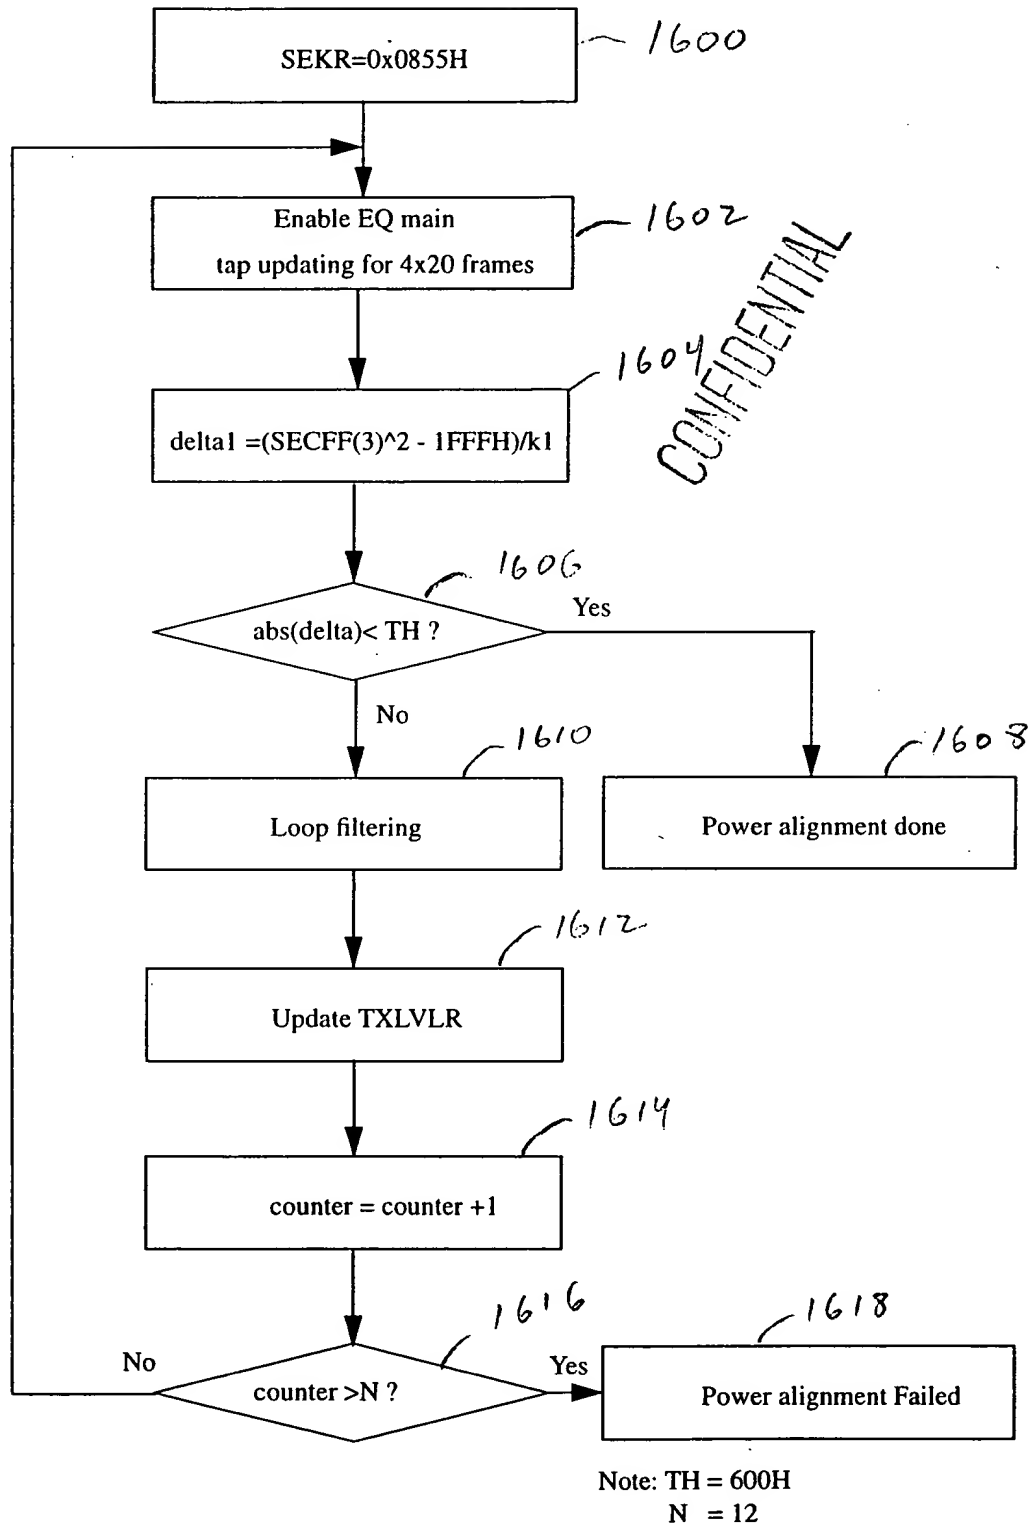 SEKR=0x0855H
1600
Enable EQ main
tap updating for 4x20 frames
1602
CONFIDENTIAL
1604
delta1 =(SECFF(3)^2 - 1FFFH)/k1
1606
abs(delta)< TH ?
Yes
No
1610
1608
Loop filtering
Power alignment done
1612
Update TXLVLR
1614
counter = counter +1
1616
1618
No
counter >N ?
Yes
Power alignment Failed
Note: TH = 600H
N = 12